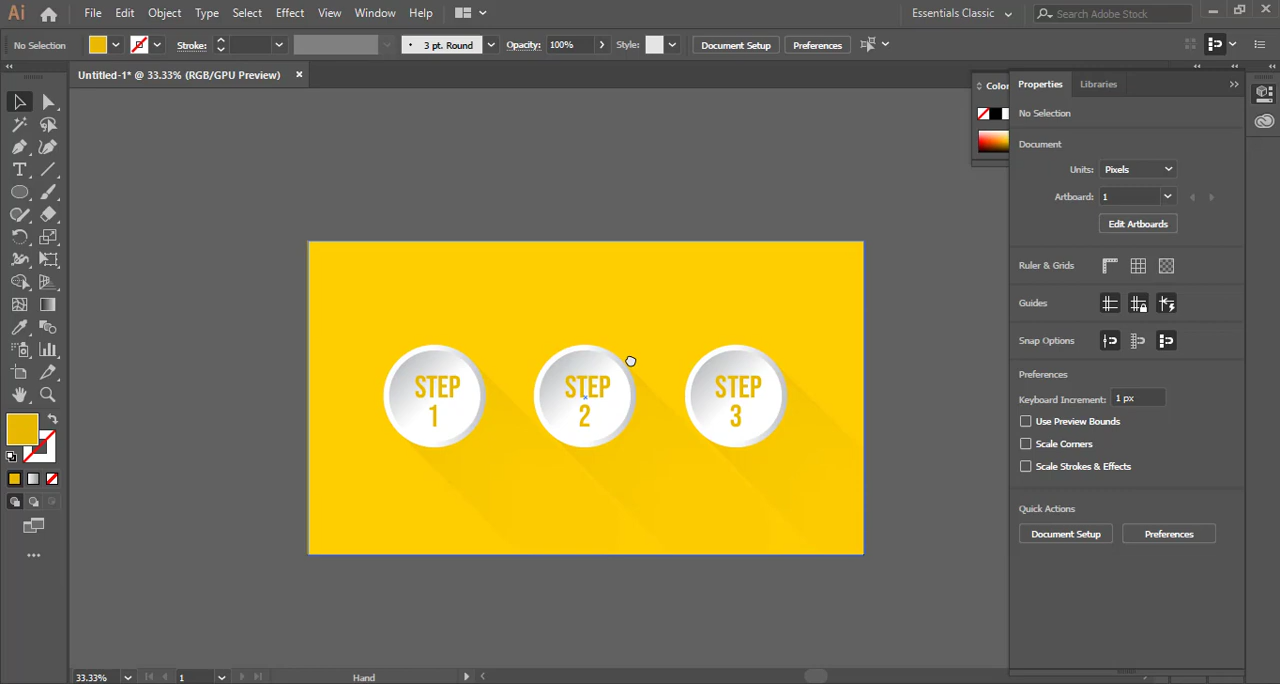 Ai File Edit Object Type Select Effect View Window Help Essentials Classic Search Adobe Stock
No Selection Stroke: 3 pt. Round Opacity: 100% Style: Document Setup Preferences
Untitled-1* @ 33.33% (RGB/GPU Preview)
Color Properties Libraries
No Selection
Document
Units: Pixels
Artboard: 1
Edit Artboards
Ruler & Grids
Guides
Snap Options
Preferences
Keyboard Increment: 1 px
Use Preview Bounds
Scale Corners
Scale Strokes & Effects
Quick Actions
Document Setup Preferences
STEP
1
STEP
2
STEP
3
33.33% 1 Hand